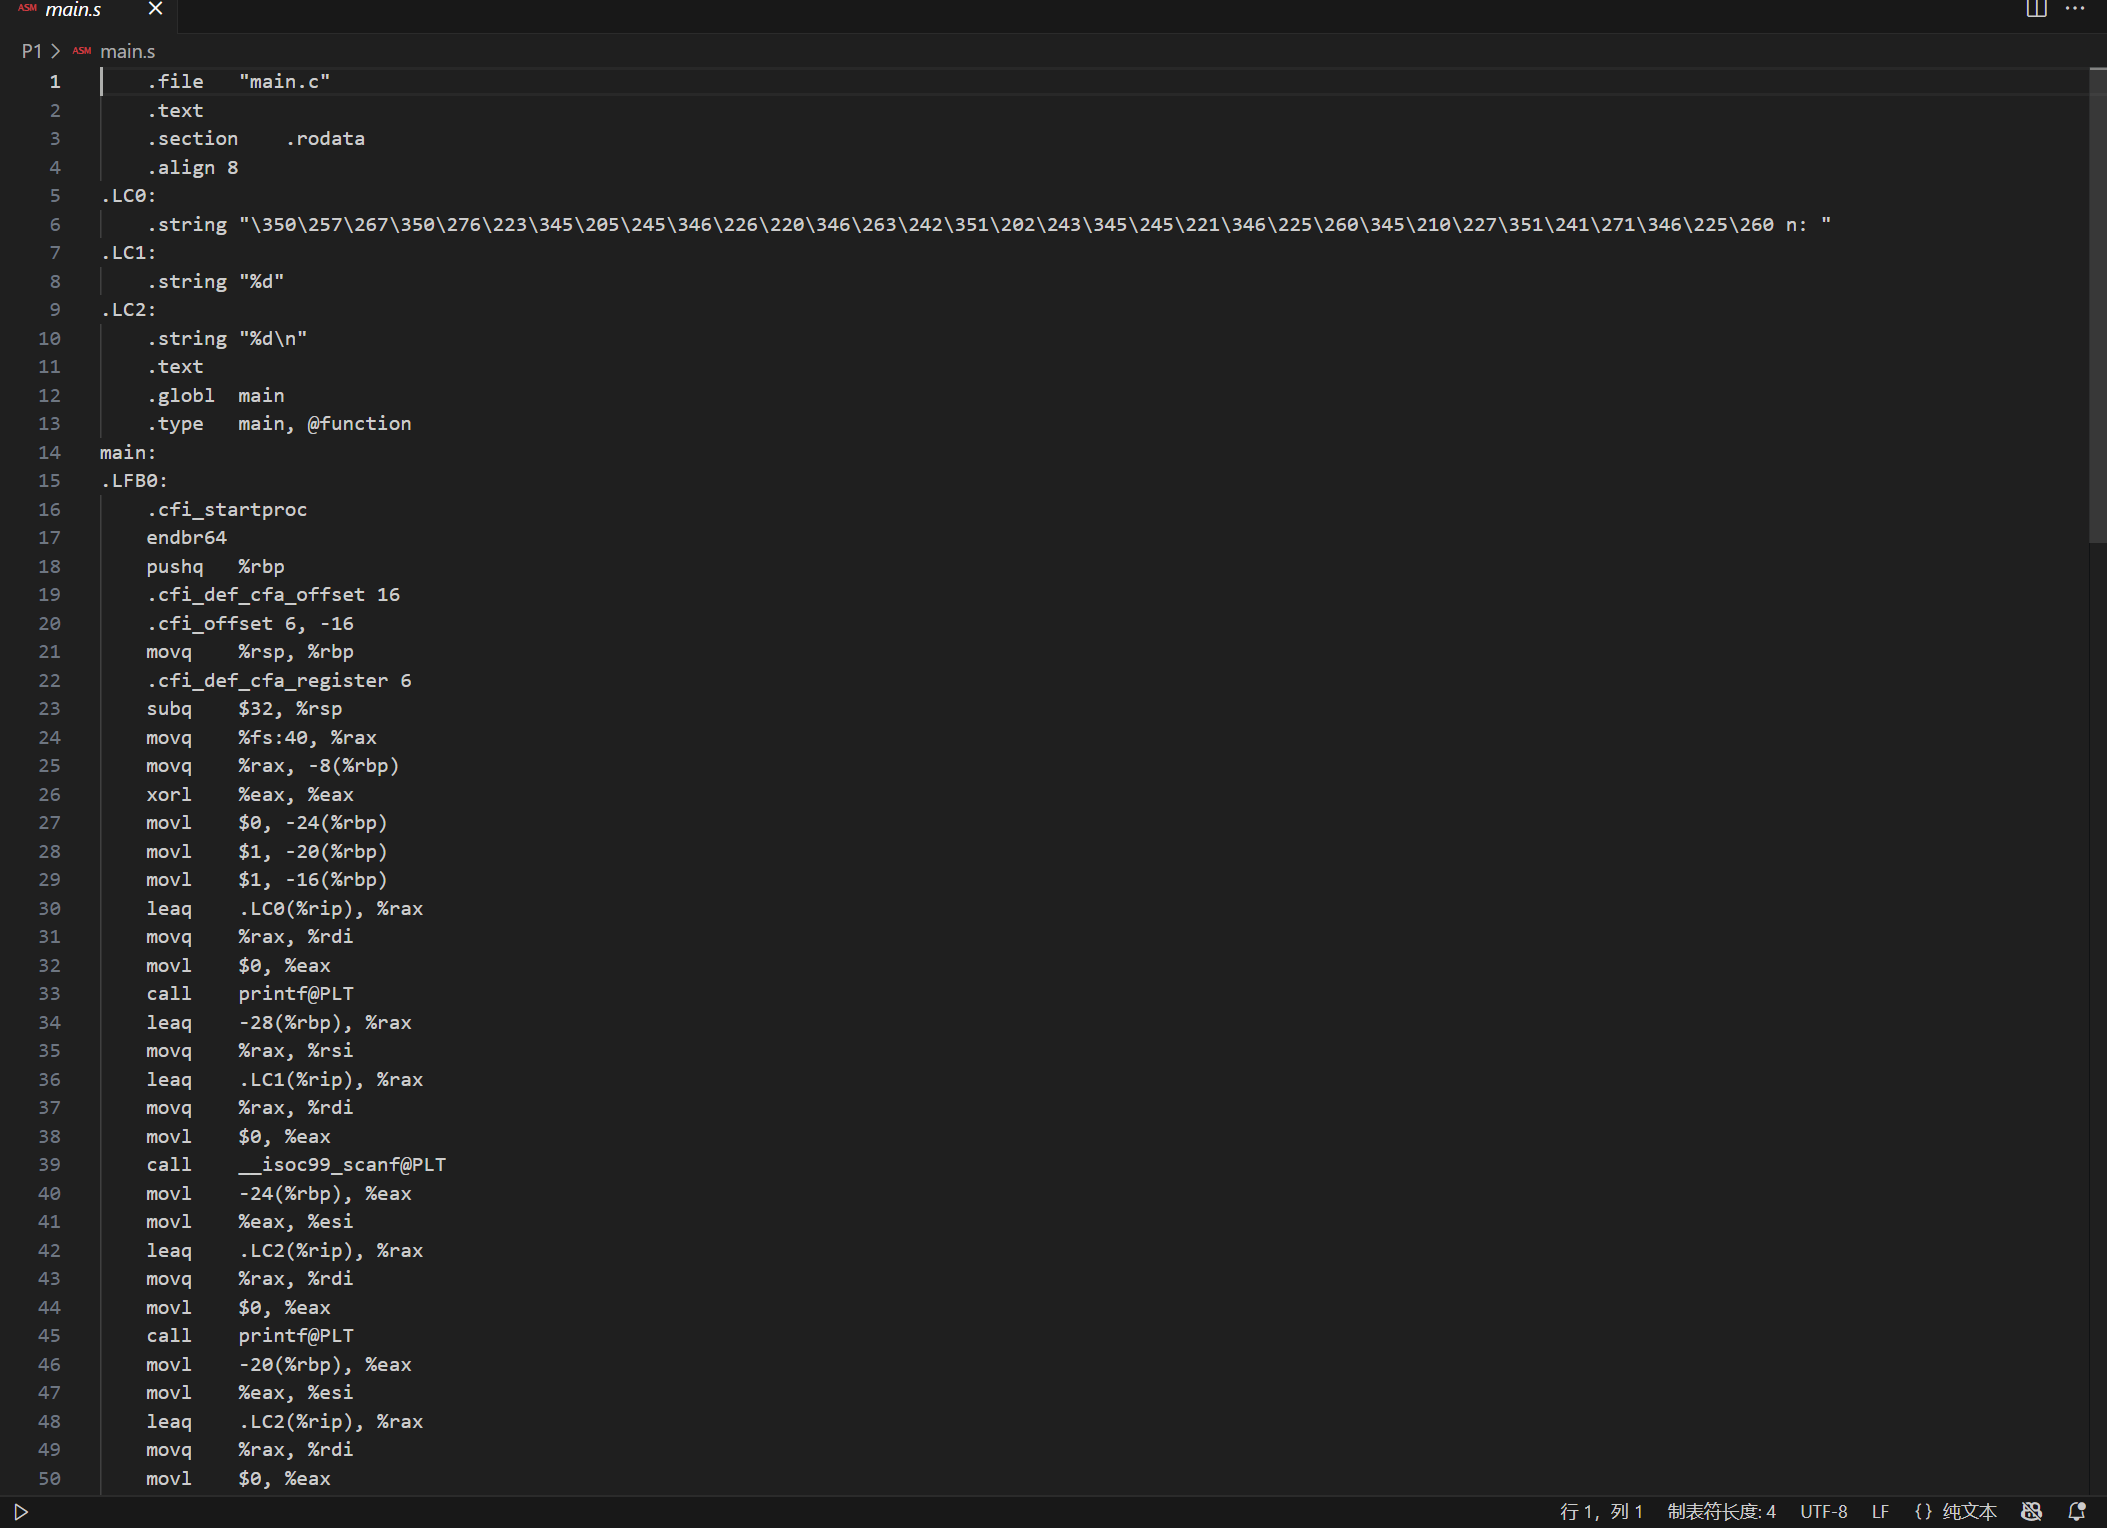 ASM main.s
P1 > ASM main.s
1 .file "main.c"
2 .text
3 .section .rodata
4 .align 8
5 .LC0:
6 .string "\350\257\267\350\276\223\345\205\245\346\226\220\346\263\242\351\202\243\345\245\221\346\225\260\345\210\227\351\241\271\346\225\260 n: "
7 .LC1:
8 .string "%d"
9 .LC2:
10 .string "%d\n"
11 .text
12 .globl main
13 .type main, @function
14 main:
15 .LFB0:
16 .cfi_startproc
17 endbr64
18 pushq %rbp
19 .cfi_def_cfa_offset 16
20 .cfi_offset 6, -16
21 movq %rsp, %rbp
22 .cfi_def_cfa_register 6
23 subq $32, %rsp
24 movq %fs:40, %rax
25 movq %rax, -8(%rbp)
26 xorl %eax, %eax
27 movl $0, -24(%rbp)
28 movl $1, -20(%rbp)
29 movl $1, -16(%rbp)
30 leaq .LC0(%rip), %rax
31 movq %rax, %rdi
32 movl $0, %eax
33 call printf@PLT
34 leaq -28(%rbp), %rax
35 movq %rax, %rsi
36 leaq .LC1(%rip), %rax
37 movq %rax, %rdi
38 movl $0, %eax
39 call __isoc99_scanf@PLT
40 movl -24(%rbp), %eax
41 movl %eax, %esi
42 leaq .LC2(%rip), %rax
43 movq %rax, %rdi
44 movl $0, %eax
45 call printf@PLT
46 movl -20(%rbp), %eax
47 movl %eax, %esi
48 leaq .LC2(%rip), %rax
49 movq %rax, %rdi
50 movl $0, %eax
行 1，列 1 制表符长度: 4 UTF-8 LF {} 纯文本